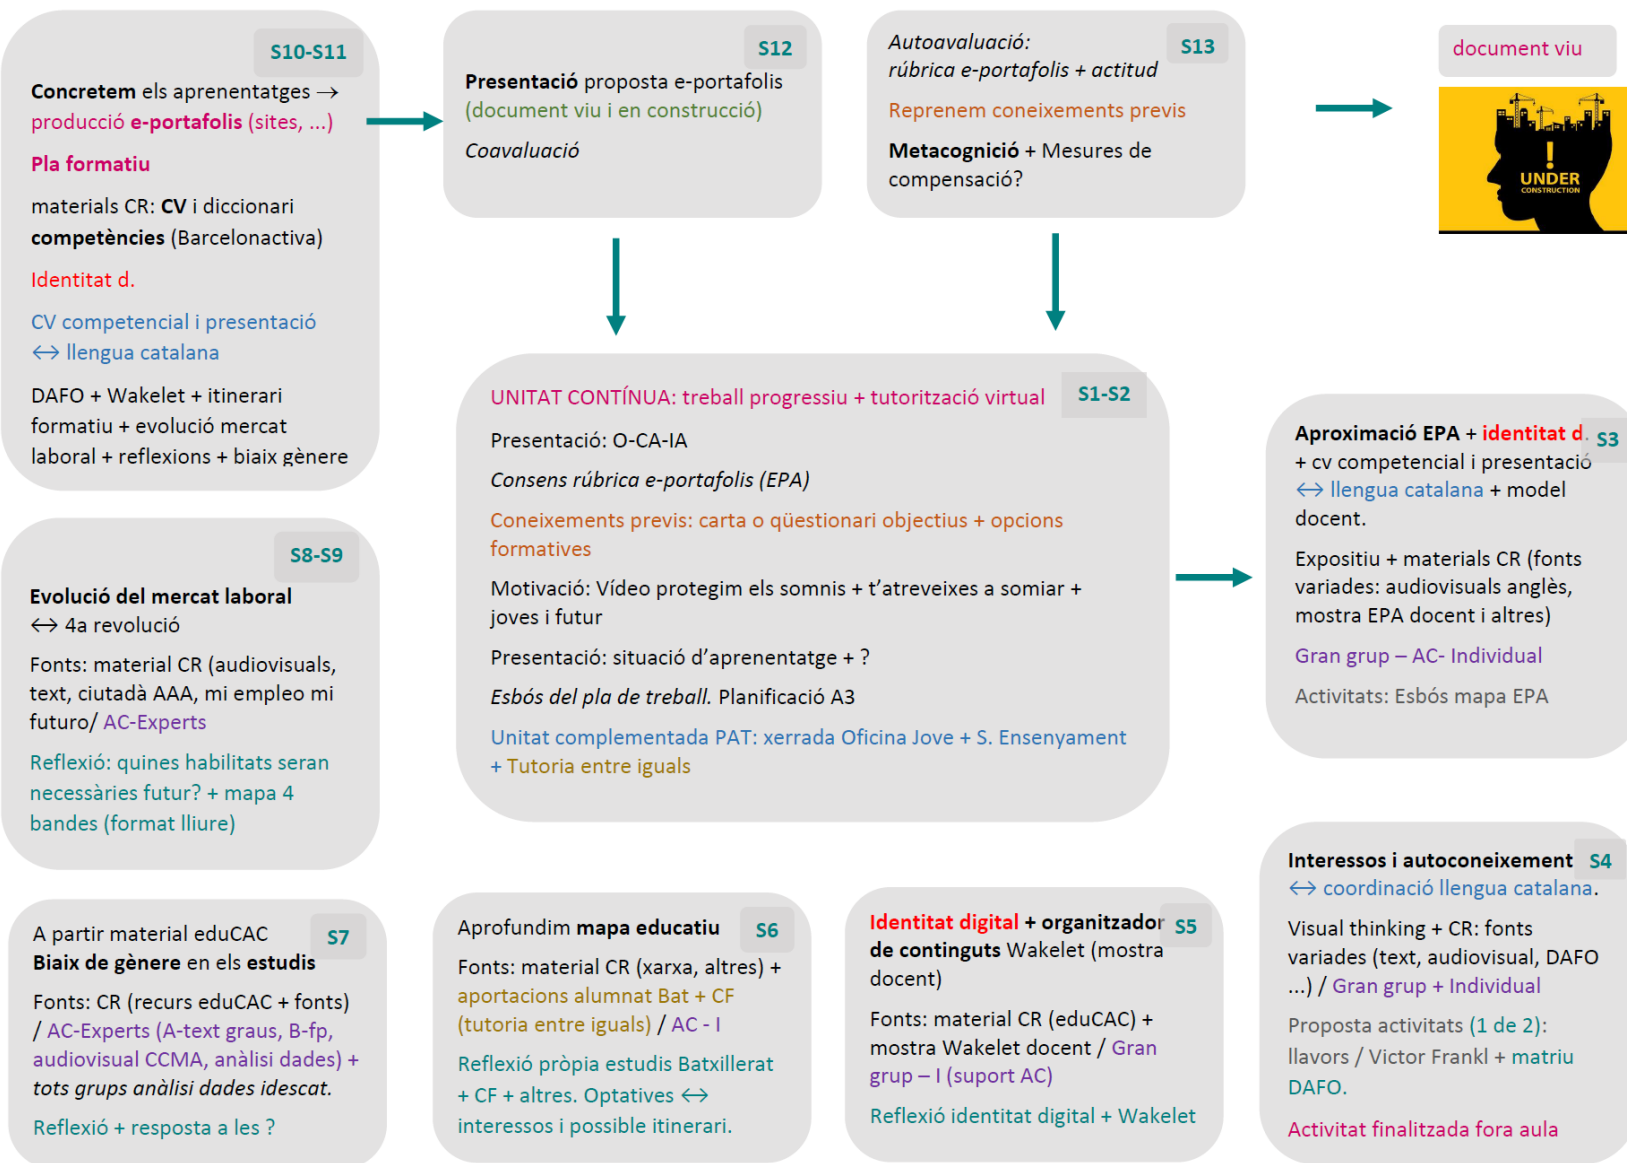 S10-S11
Concretem els aprenentatges →
producció e-portafolis (sites, ...)
Pla formatiu
materials CR: CV i diccionari
competències (Barcelonactiva)
Identitat d.
CV competencial i presentació
↔ llengua catalana
DAFO + Wakelet + itinerari
formatiu + evolució mercat
laboral + reflexions + biaix gènere
S12
Presentació proposta e-portafolis
(document viu i en construcció)
Coavaluació
Autoavaluació:
S13
rúbrica e-portafolis + actitud
Reprenem coneixements previs
Metacognició + Mesures de
compensació?
document viu
!
UNDER
CONSTRUCTION
UNITAT CONTÍNUA: treball progressiu + tutorització virtual
S1-S2
Presentació: O-CA-IA
Consens rúbrica e-portafolis (EPA)
Coneixements previs: carta o qüestionari objectius + opcions
formatives
Motivació: Vídeo protegim els somnis + t’atreveixes a somiar +
joves i futur
Presentació: situació d’aprenentatge + ?
Esbós del pla de treball. Planificació A3
Unitat complementada PAT: xerrada Oficina Jove + S. Ensenyament
+ Tutoria entre iguals
Aproximació EPA + identitat d.
S3
+ cv competencial i presentació
↔ llengua catalana + model
docent.
Expositiu + materials CR (fonts
variades: audiovisuals anglès,
mostra EPA docent i altres)
Gran grup – AC- Individual
Activitats: Esbós mapa EPA
Interessos i autoconeixement
S4
↔ coordinació llengua catalana.
Visual thinking + CR: fonts
variades (text, audiovisual, DAFO
...) / Gran grup + Individual
Proposta activitats (1 de 2):
llavors / Victor Frankl + matriu
DAFO.
Activitat finalitzada fora aula
Identitat digital + organitzador
S5
de continguts Wakelet (mostra
docent)
Fonts: material CR (eduCAC) +
mostra Wakelet docent / Gran
grup – I (suport AC)
Reflexió identitat digital + Wakelet
Aprofundim mapa educatiu
S6
Fonts: material CR (xarxa, altres) +
aportacions alumnat Bat + CF
(tutoria entre iguals) / AC - I
Reflexió pròpia estudis Batxillerat
+ CF + altres. Optatives ↔
interessos i possible itinerari.
A partir material eduCAC
S7
Biaix de gènere en els estudis
Fonts: CR (recurs eduCAC + fonts)
/ AC-Experts (A-text graus, B-fp,
audiovisual CCMA, anàlisi dades) +
tots grups anàlisi dades idescat.
Reflexió + resposta a les ?
S8-S9
Evolució del mercat laboral
↔ 4a revolució
Fonts: material CR (audiovisuals,
text, ciutadà AAA, mi empleo mi
futuro/ AC-Experts
Reflexió: quines habilitats seran
necessàries futur? + mapa 4
bandes (format lliure)